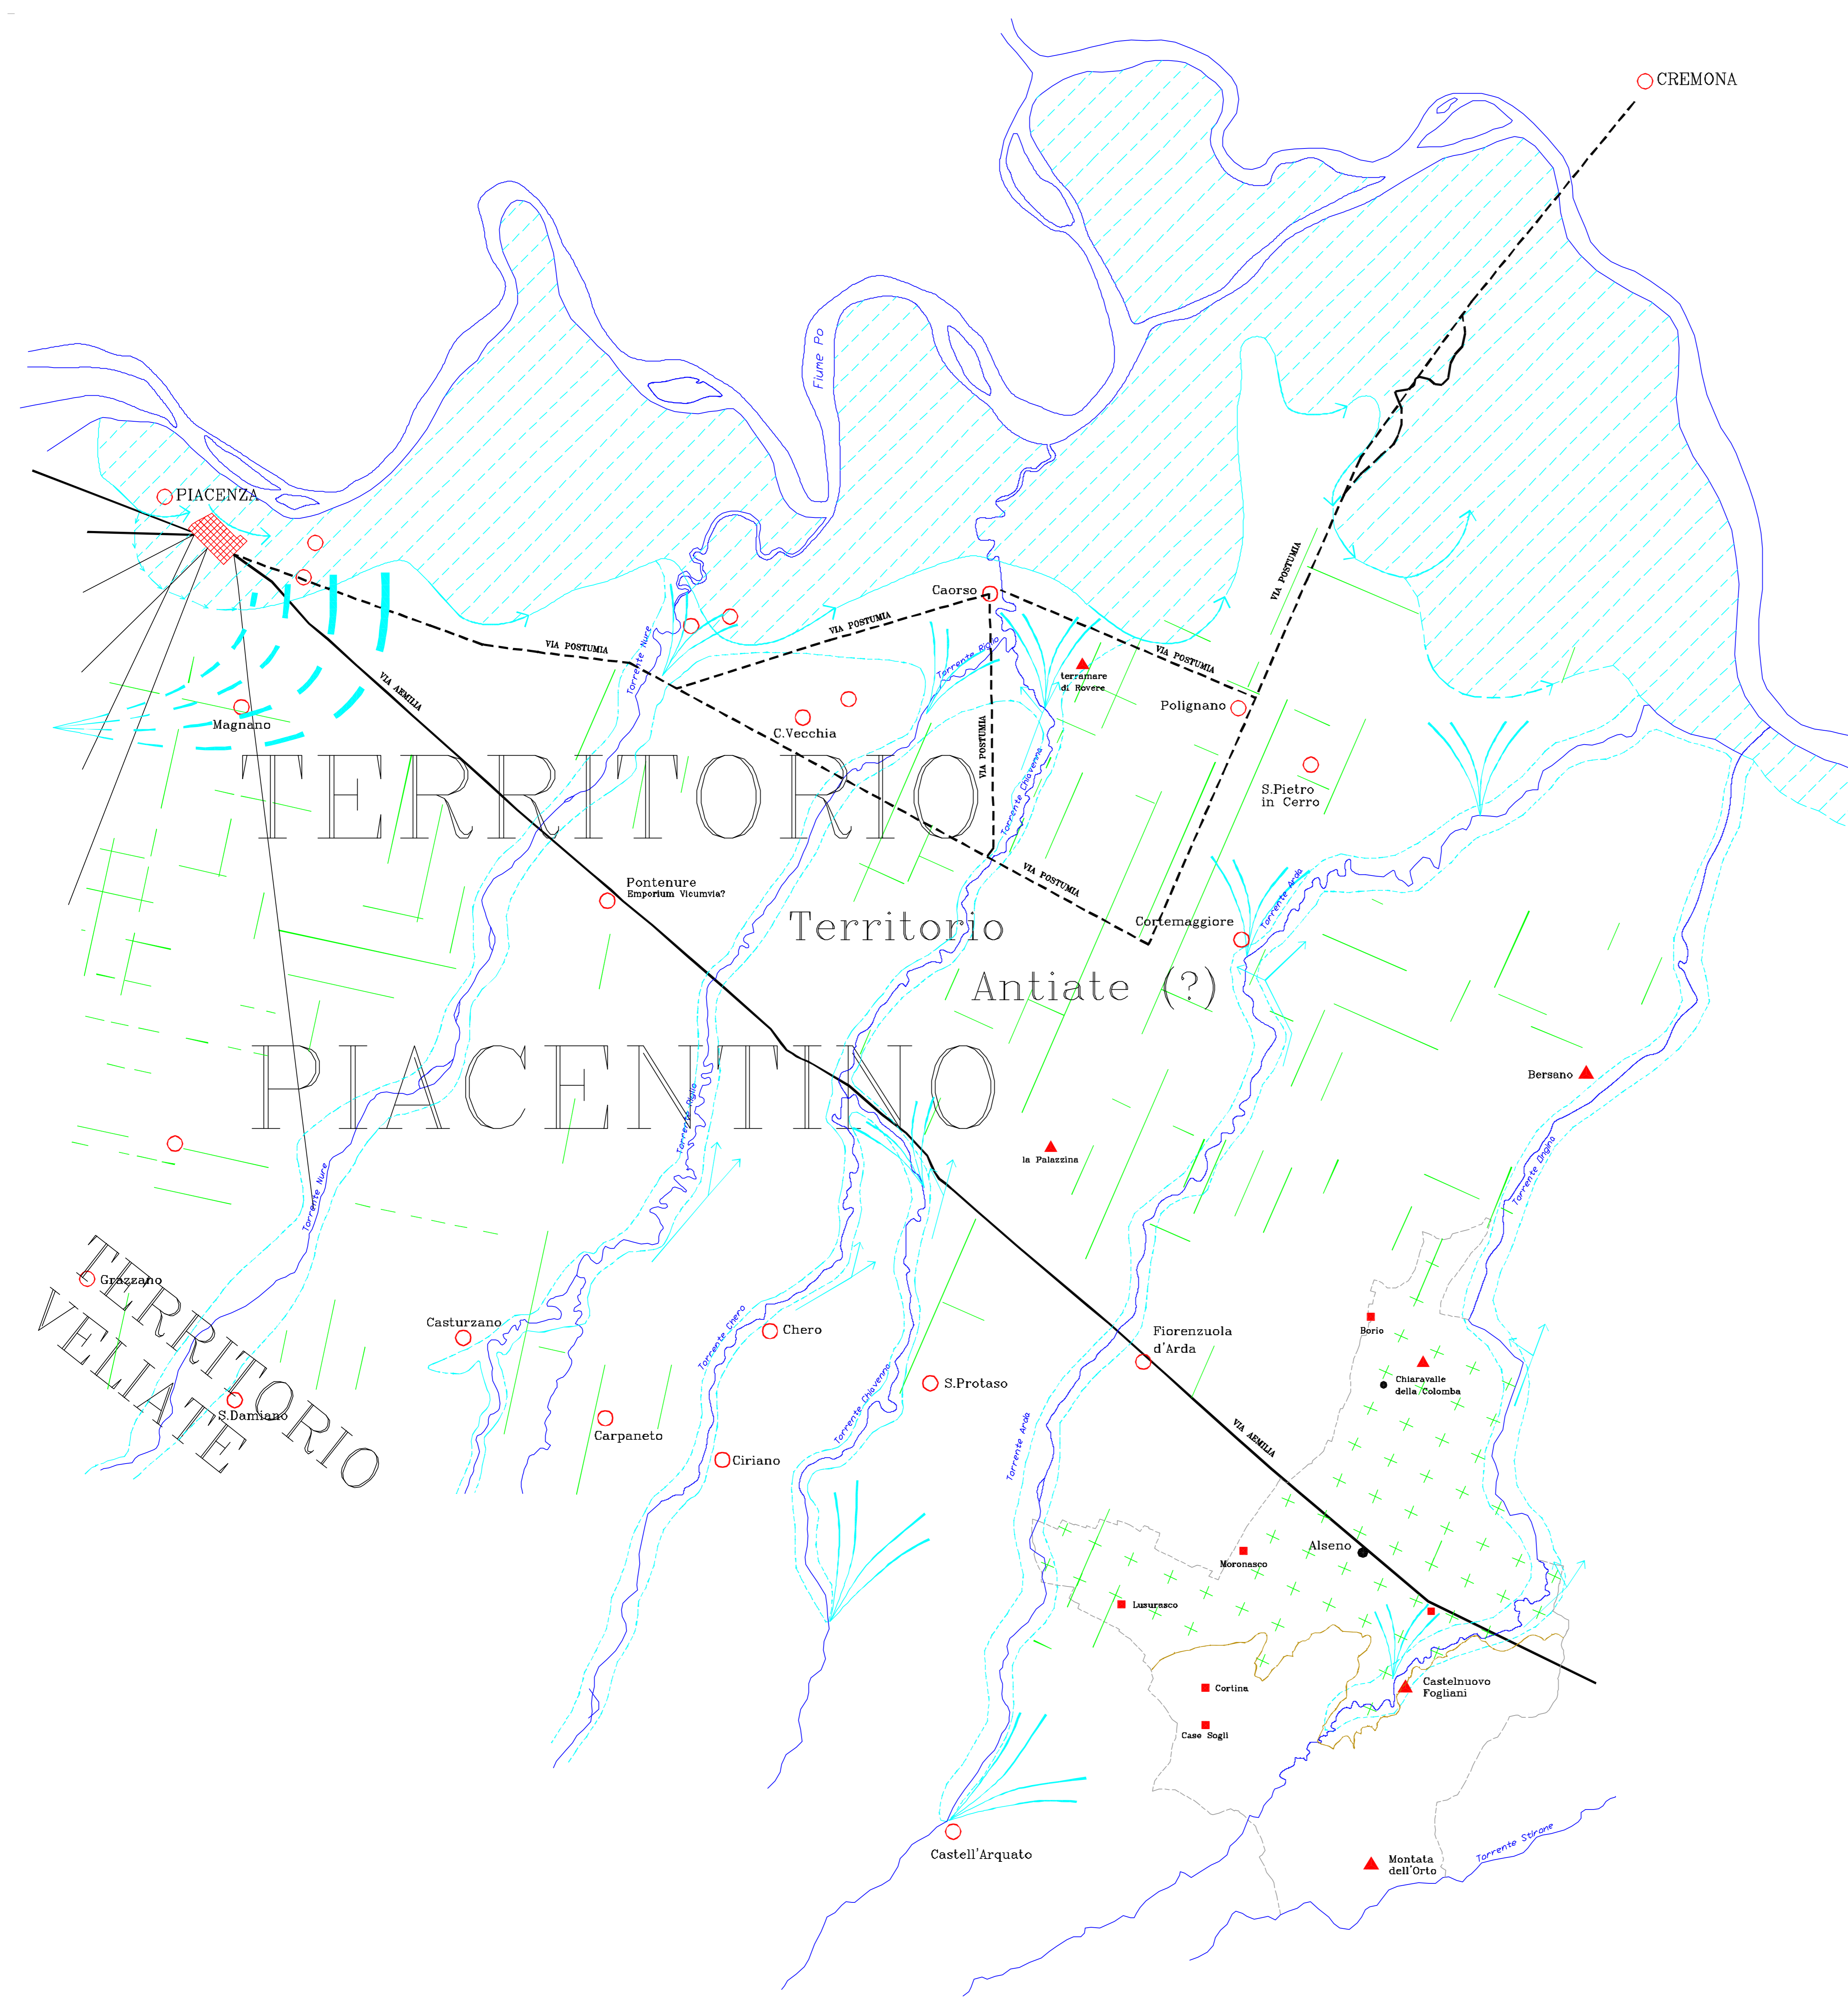 CREMONA
Fiume Po
PIACENZA
VIA POSTUMIA
Caorso
VIA POSTUMIA
VIA POSTUMIA
Torrente Nure
Torrente Riglio
VIA POSTUMIA
terramare
di Rovere
VIA AEMILIA
Polignano
Magnano
C.Vecchia
VIA POSTUMIA
Torrente Chiavenna
TERRITORIO
S.Pietro
in Cerro
VIA POSTUMIA
Pontenure
Emporium Vicumvia?
Torrente Arda
Territorio
Cortemaggiore
Antiate (?)
PIACENTINO
Bersano
Torrente Riglio
la Palazzina
Torrente Nure
Torrente Ongina
TERRITORIO
VELIATE
Grazzano
Casturzano
Torrente Chero
Chero
Fiorenzuola
d'Arda
Borio
Chiaravalle
della Colomba
S.Protaso
S.Damiano
Torrente Chiavenna
Carpaneto
Ciriano
Torrente Arda
VIA AEMILIA
Alseno
Moronasco
Lusurasco
Cortina
Castelnuovo
Fogliani
Case Sogli
Castell'Arquato
Torrente Stirone
Montata
dell'Orto